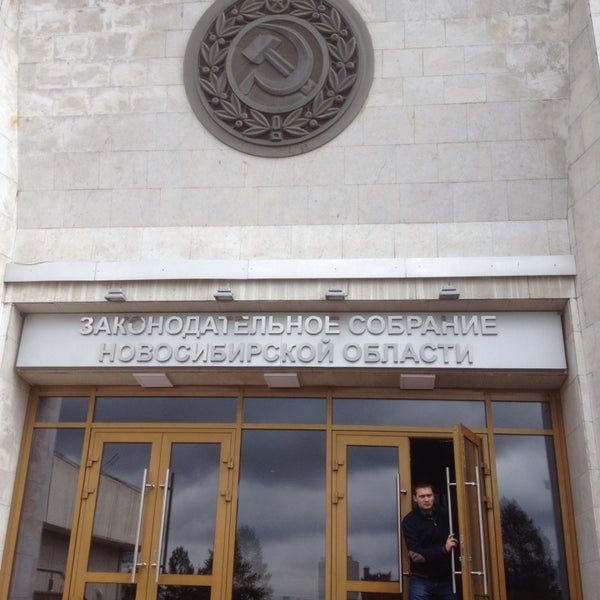 ЗАКОНОДАТЕЛЬНОЕ СОБРАНИЕ
НОВОСИБИРСКОЙ ОБЛАСТИ